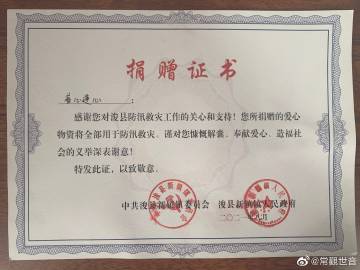 捐赠证书
感谢您对浚县防汛救灾工作的关心和支持！您所捐赠的爱心
物资将全部用于防汛救灾。谨对您慷慨解囊、奉献爱心、造福社会
的义举深表谢意！
特发此证，以致敬意。
中共浚县新镇镇委员会 浚县新镇镇人民政府
二〇二一年八月
@常觀世音